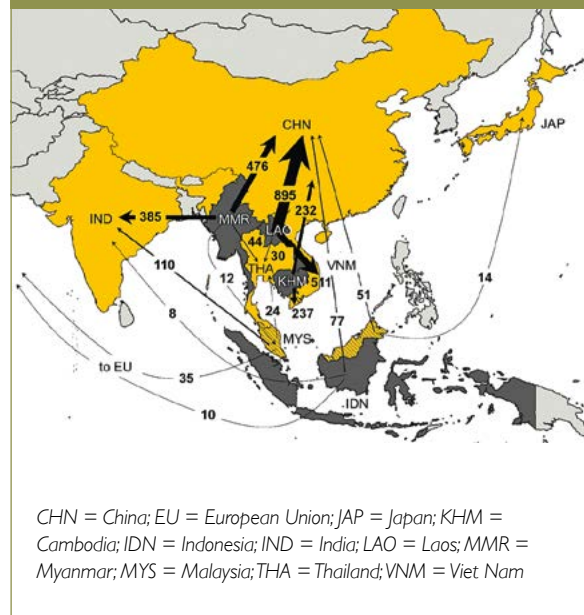 CHN
JAP
476
895
232
IND
385
MMR
LAO
44
30
VNM
THA
KHM
110
12
511
14
8
24
237
51
MYS
77
to EU
35
IDN
10
CHN = China; EU = European Union; JAP = Japan; KHM =
Cambodia; IDN = Indonesia; IND = India; LAO = Laos; MMR =
Myanmar; MYS = Malaysia; THA = Thailand; VNM = Viet Nam